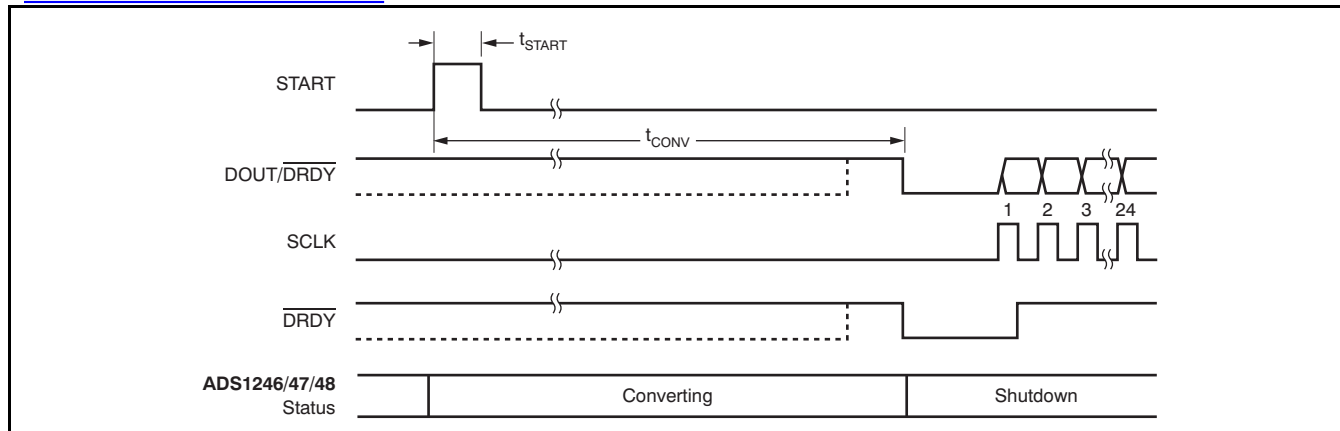 tSTART
START
tCONV
DOUT/DRDY
1 2 3 24
SCLK
DRDY
ADS1246/47/48
Status
Converting
Shutdown